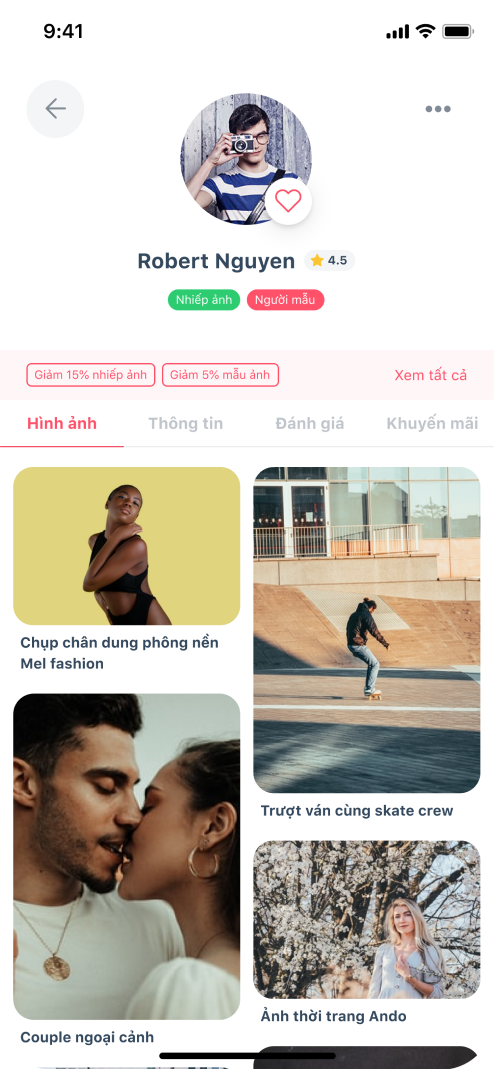 9:41
Robert Nguyen
4.5
Nhiếp ảnh
Người mẫu
Giảm 15% nhiếp ảnh
Giảm 5% mẫu ảnh
Xem tất cả
Hình ảnh
Thông tin
Đánh giá
Khuyến mãi
Chụp chân dung phông nền
Mel fashion
Trượt ván cùng skate crew
Ảnh thời trang Ando
Couple ngoại cảnh